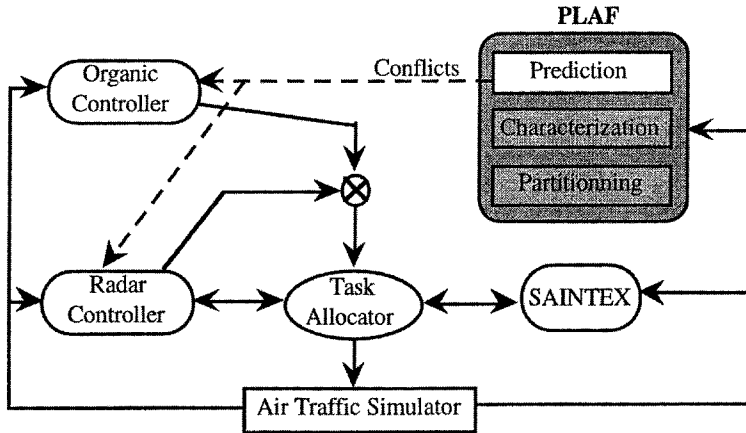 PLAF
Organic
Controller
Conflicts
Prediction
Characterization
Partitionning
Radar
Controller
Task
Allocator
SAINTEX
Air Traffic Simulator